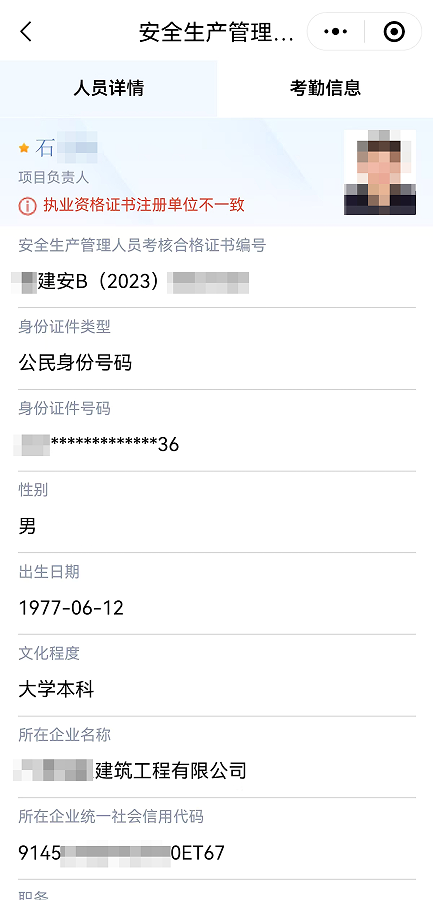 安全生产管理...
人员详情
考勤信息
石
项目负责人
执业资格证书注册单位不一致
安全生产管理人员考核合格证书编号
建安B（2023）
身份证件类型
公民身份号码
身份证件号码
*************36
性别
男
出生日期
1977-06-12
文化程度
大学本科
所在企业名称
建筑工程有限公司
所在企业统一社会信用代码
9145 0ET67
职务